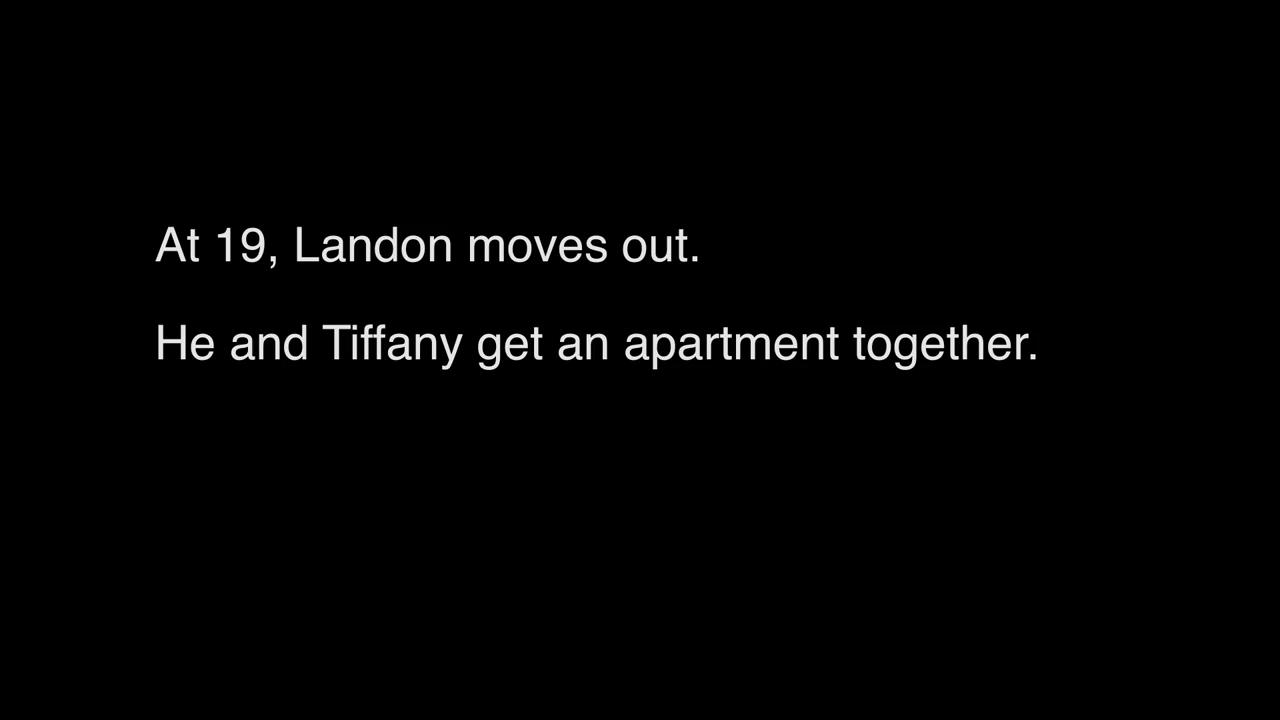 At 19, Landon moves out.
He and Tiffany get an apartment together.